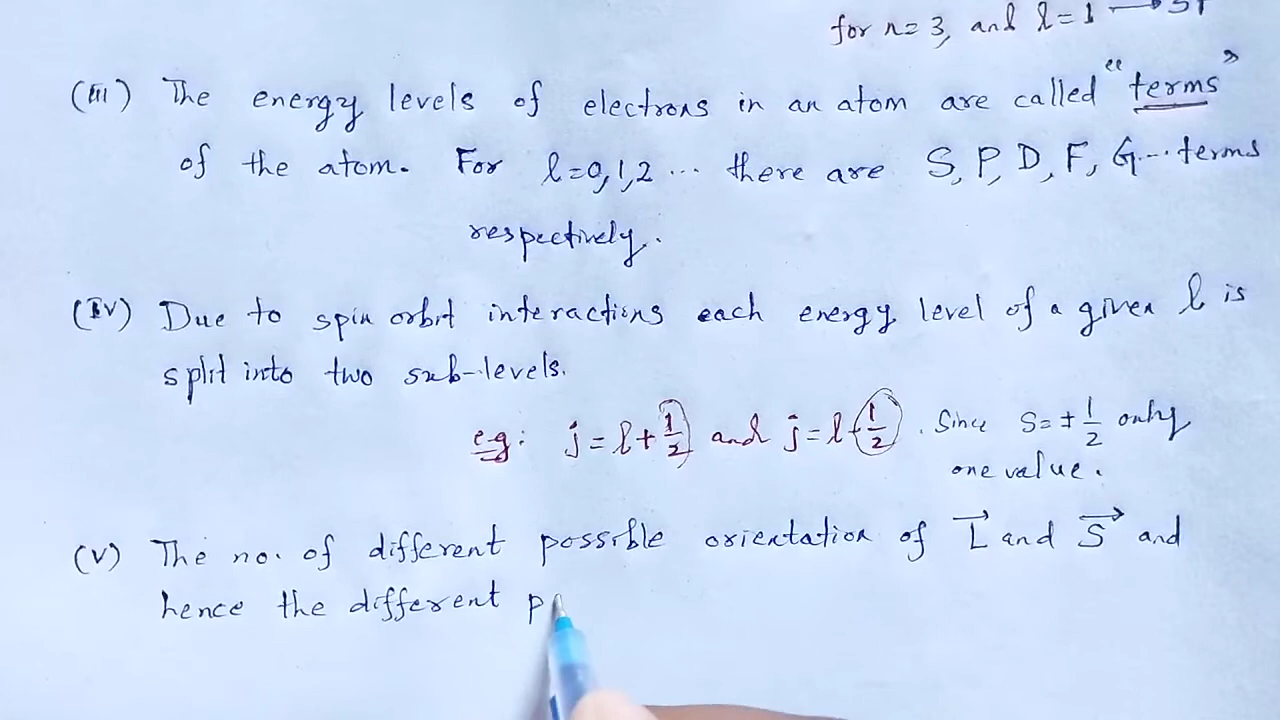 for n=3, and l=1 → 3P
(III) The energy levels of electrons in an atom are called "terms"
of the atom. For l=0,1,2 ... there are S, P, D, F, G... terms
respectively.
(IV) Due to spin orbit interactions each energy level of a given l is
split into two sub-levels.
e.g: j = l + 1/2 and j = l - 1/2 . Since S = ± 1/2 only
one value.
(V) The no. of different possible orientation of L⃗ and S⃗ and
hence the different p